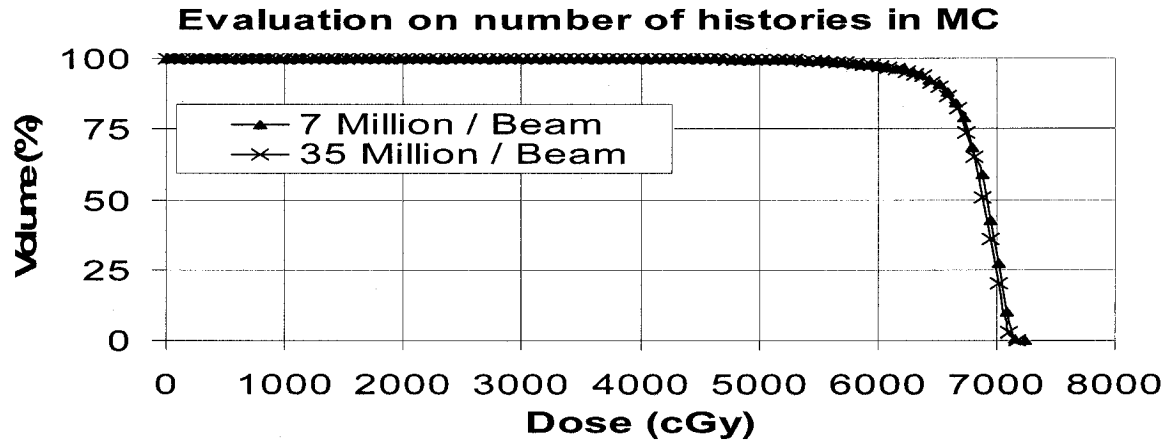 Evaluation on number of histories in MC
100
75
50
25
0
Volume(%)
7 Million / Beam
35 Million / Beam
0 1000 2000 3000 4000 5000 6000 7000 8000
Dose (cGy)